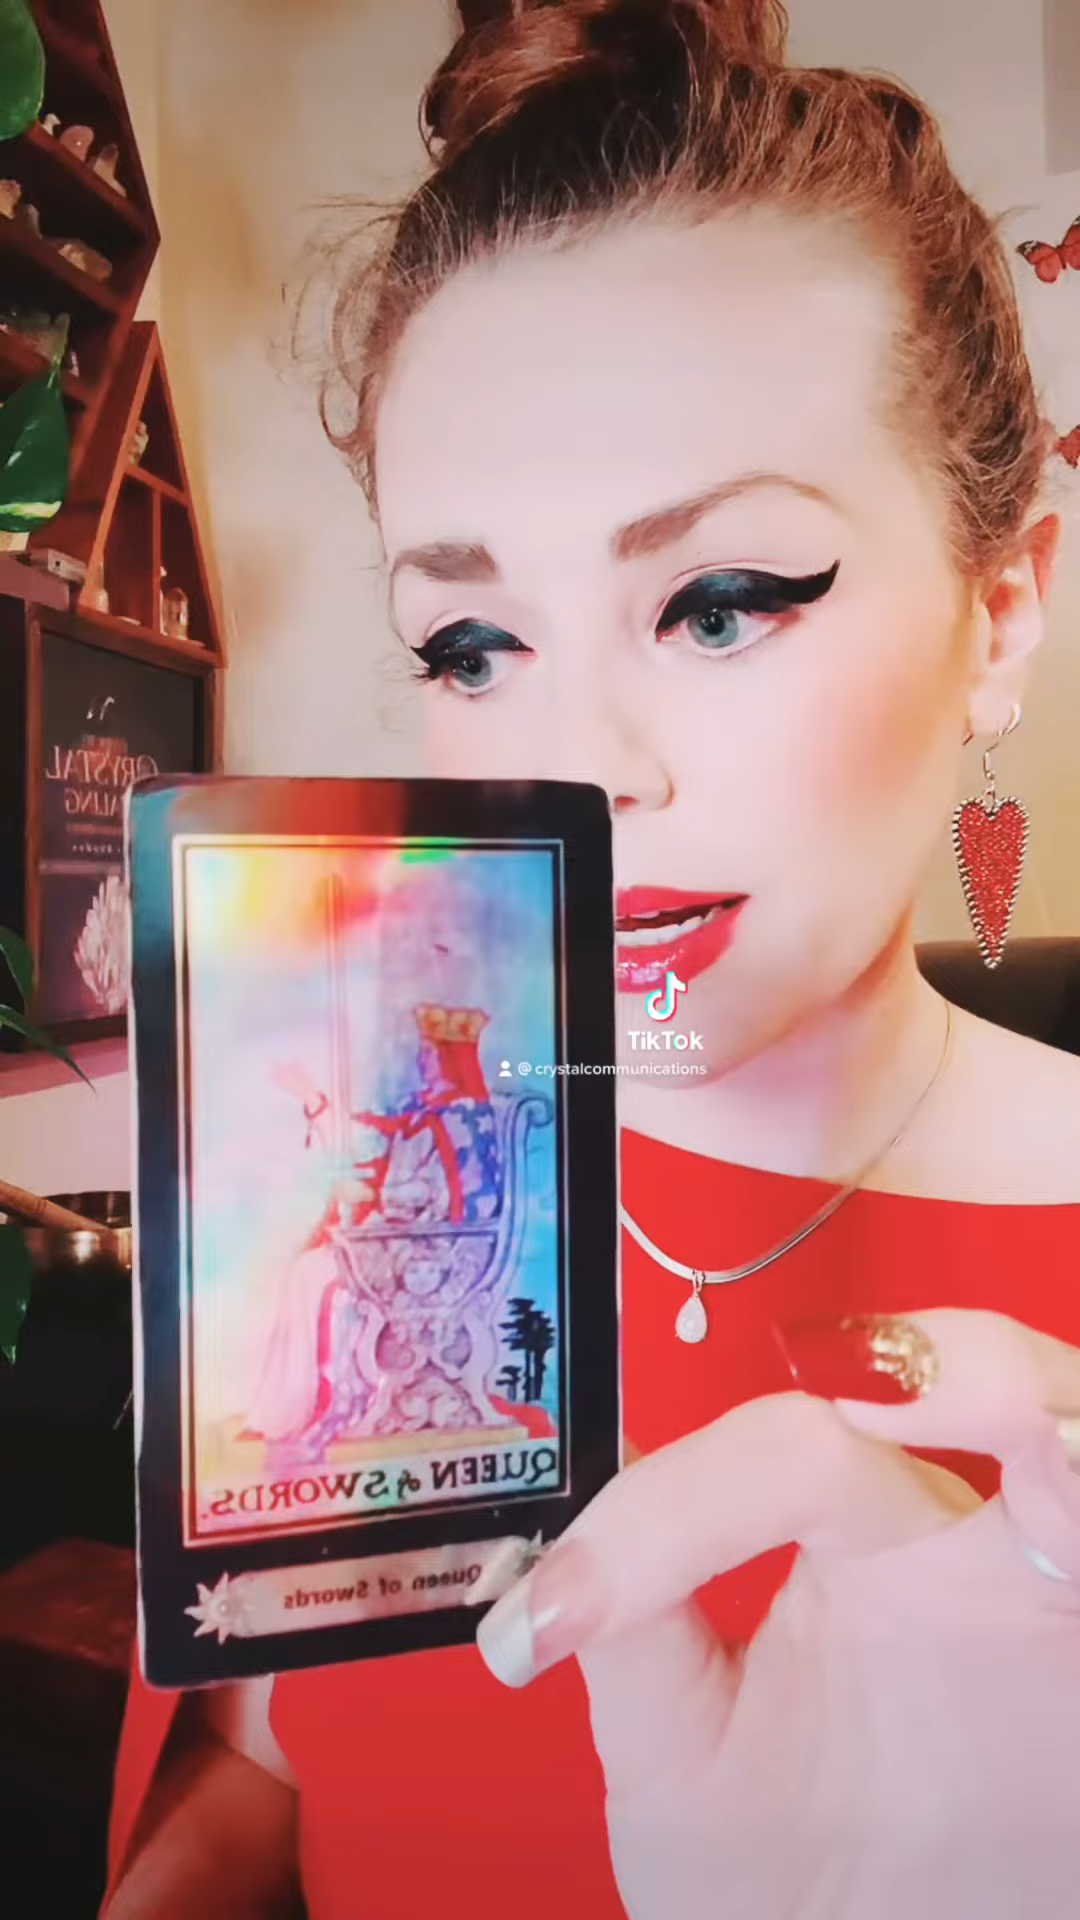 CRYSTAL
TikTok
@crystalcommunications
QUEEN of SWORDS.
Queen of Swords